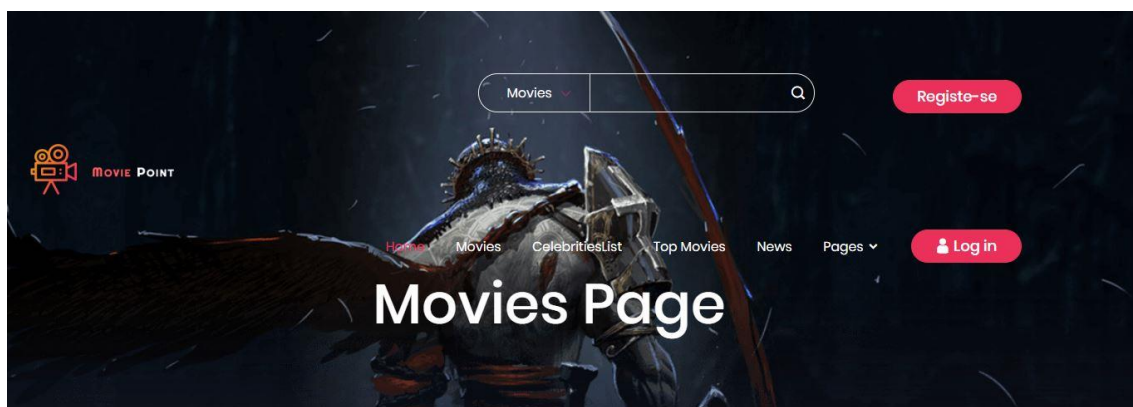 Movies
Registe-se
Movie Point
Home Movies CelebritiesList Top Movies News Pages Log in
Movies Page